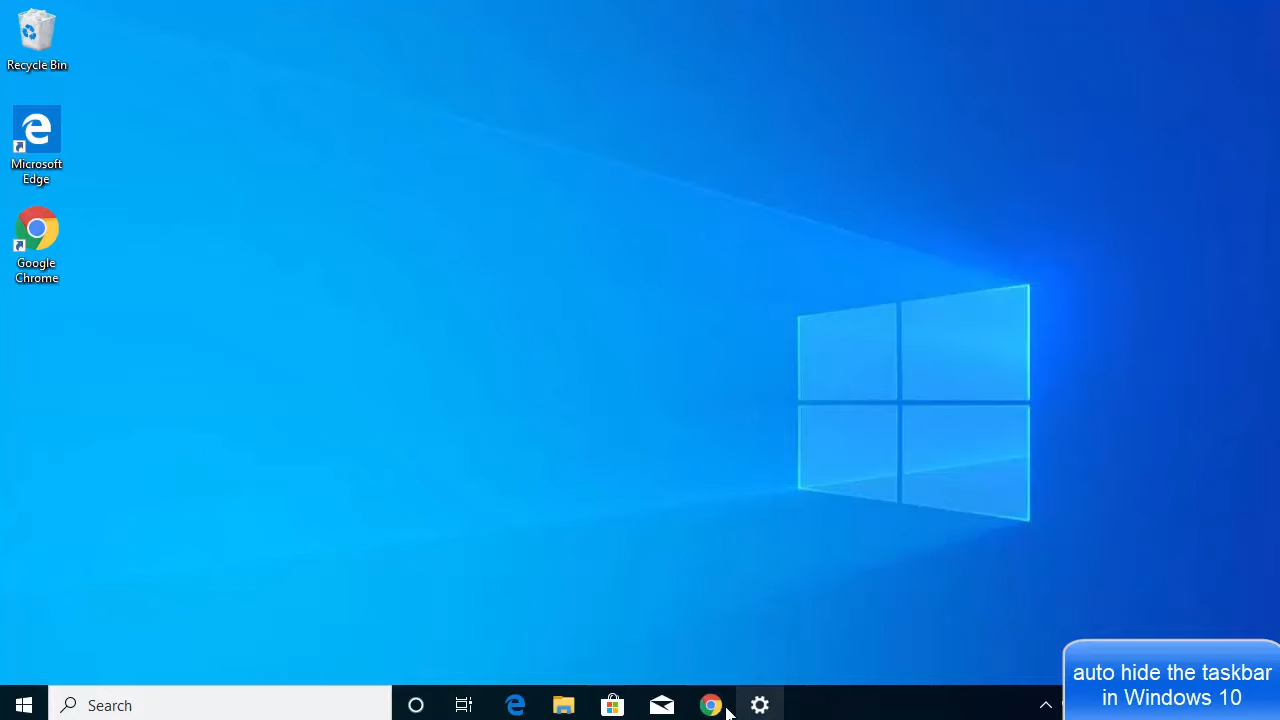 Recycle Bin
Microsoft
Edge
Google
Chrome
Search
auto hide the taskbar
in Windows 10